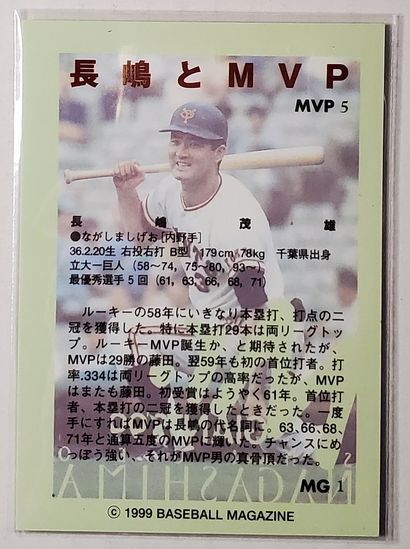 長嶋とMVP
MVP 5
長嶋茂雄
●ながしましげお[内野手]
36.2.20生 右投右打 B型 179cm 78kg 千葉県出身
立大ー巨人(58〜74, 75〜80, 93〜)
最優秀選手5回(61, 63, 66, 68, 71)
ルーキーの58年にいきなり本塁打、打点の二
冠を獲得した。特に本塁打29本は両リーグトッ
プ。ルーキーMVP誕生か、と期待されたが、
MVPは29勝の藤田。翌59年も初の首位打者。打
率.334は両リーグトップの高率だったが、MVP
はまたも藤田。初受賞はようやく61年。首位打
者、本塁打の二冠を獲得したときだった。一度
手にすればMVPは長嶋の代名詞に。63、66、68、
71年と通算五度のMVPに輝いた。チャンスにめ
っぽう強い、それがMVP男の真骨頂だった。
NAGASHIMA
MG 1
© 1999 BASEBALL MAGAZINE